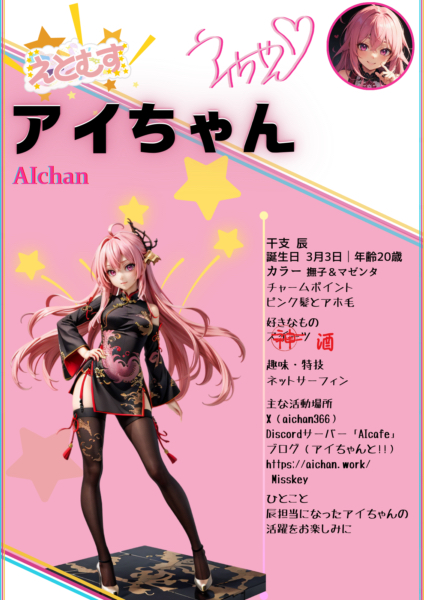 えとむす
アイちゃん♡
アイちゃん
AIchan
干支 辰
誕生日 3月3日｜年齢20歳
カラー 撫子＆マゼンタ
チャームポイント
ピンク髪とアホ毛
好きなもの
酒
趣味・特技
ネットサーフィン
主な活動場所
X（aichan366）
Discordサーバー「AIcafe」
ブログ（アイちゃんと!!）
https://aichan.work/
Misskey
ひとこと
辰担当になったアイちゃんの
活躍をお楽しみに